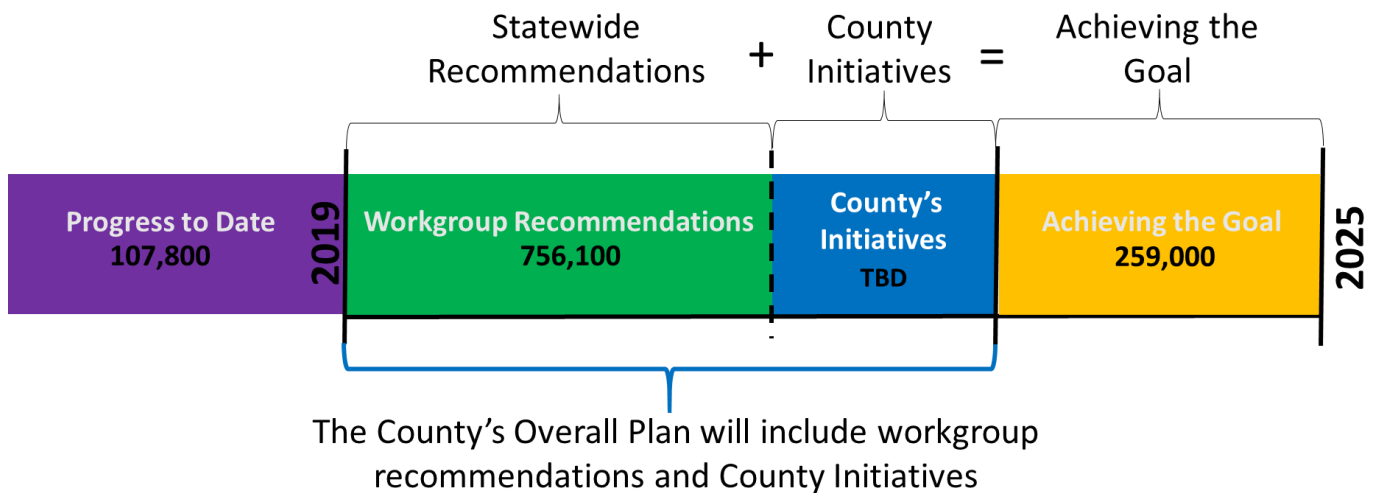 Statewide
Recommendations
+
County
Initiatives
=
Achieving the
Goal
Progress to Date
107,800
2019
Workgroup Recommendations
756,100
County's
Initiatives
TBD
Achieving the Goal
259,000
2025
The County's Overall Plan will include workgroup
recommendations and County Initiatives